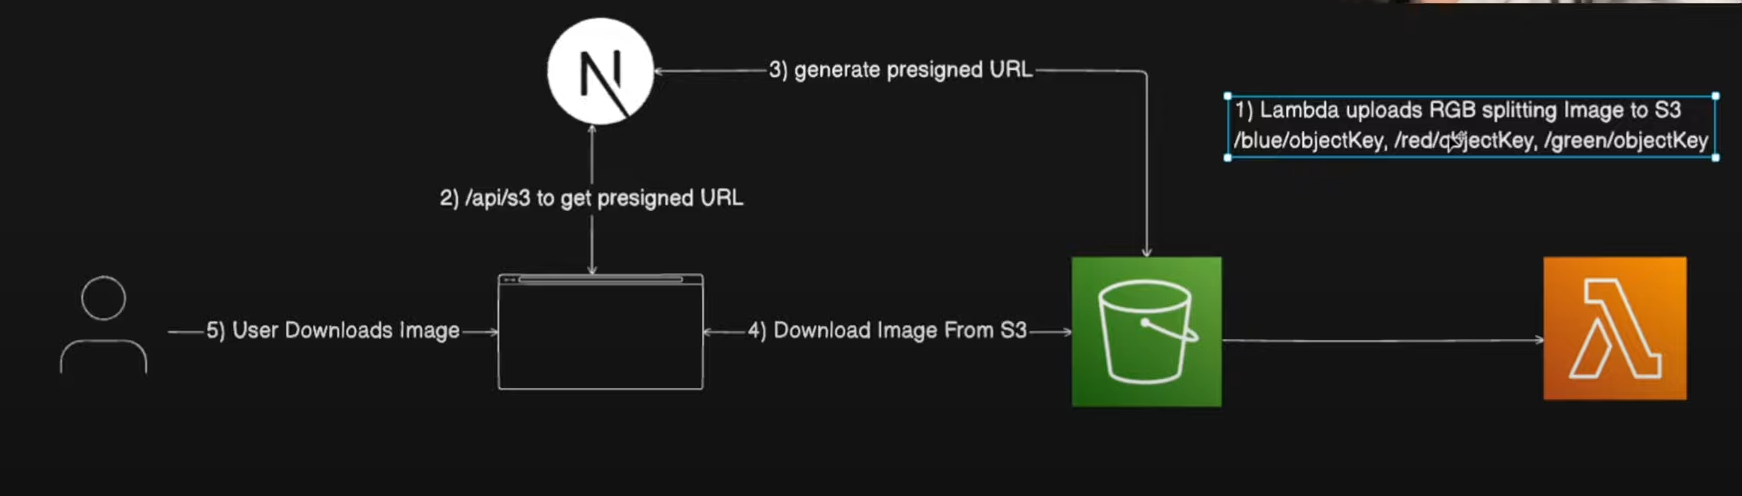 3) generate presigned URL
1) Lambda uploads RGB splitting Image to S3
/blue/objectKey, /red/objectKey, /green/objectKey
2) /api/s3 to get presigned URL
5) User Downloads Image
4) Download Image From S3